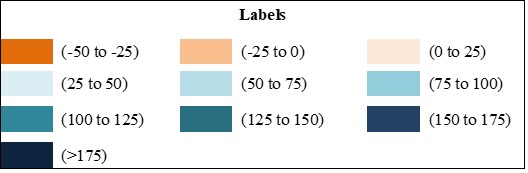 Labels
(-50 to -25) (-25 to 0) (0 to 25)
(25 to 50) (50 to 75) (75 to 100)
(100 to 125) (125 to 150) (150 to 175)
(>175)